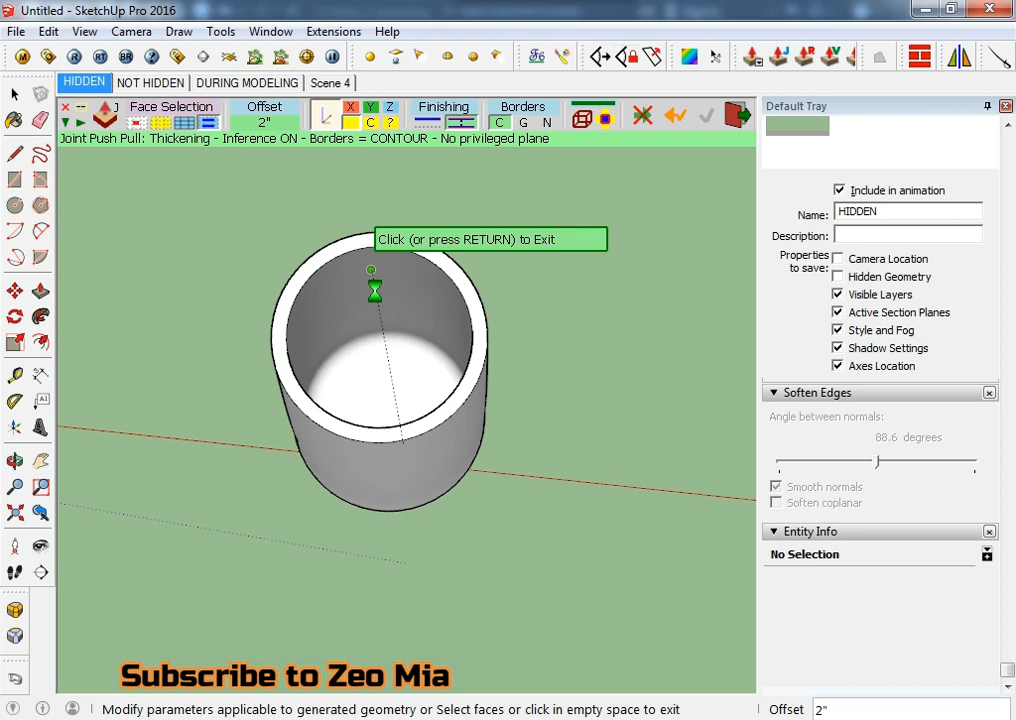 Untitled - SketchUp Pro 2016
File Edit View Camera Draw Tools Window Extensions Help
HIDDEN NOT HIDDEN DURING MODELING Scene 4
Face Selection Offset X Y Z Finishing Borders
2" C ? C G N
Joint Push Pull: Thickening - Inference ON - Borders = CONTOUR - No privileged plane
Click (or press RETURN) to Exit
Default Tray
Include in animation
Name: HIDDEN
Description:
Properties to save:
Camera Location
Hidden Geometry
Visible Layers
Active Section Planes
Style and Fog
Shadow Settings
Axes Location
Soften Edges
Angle between normals:
88.6 degrees
Smooth normals
Soften coplanar
Entity Info
No Selection
Subscribe to Zeo Mia
Modify parameters applicable to generated geometry or Select faces or click in empty space to exit
Offset 2"